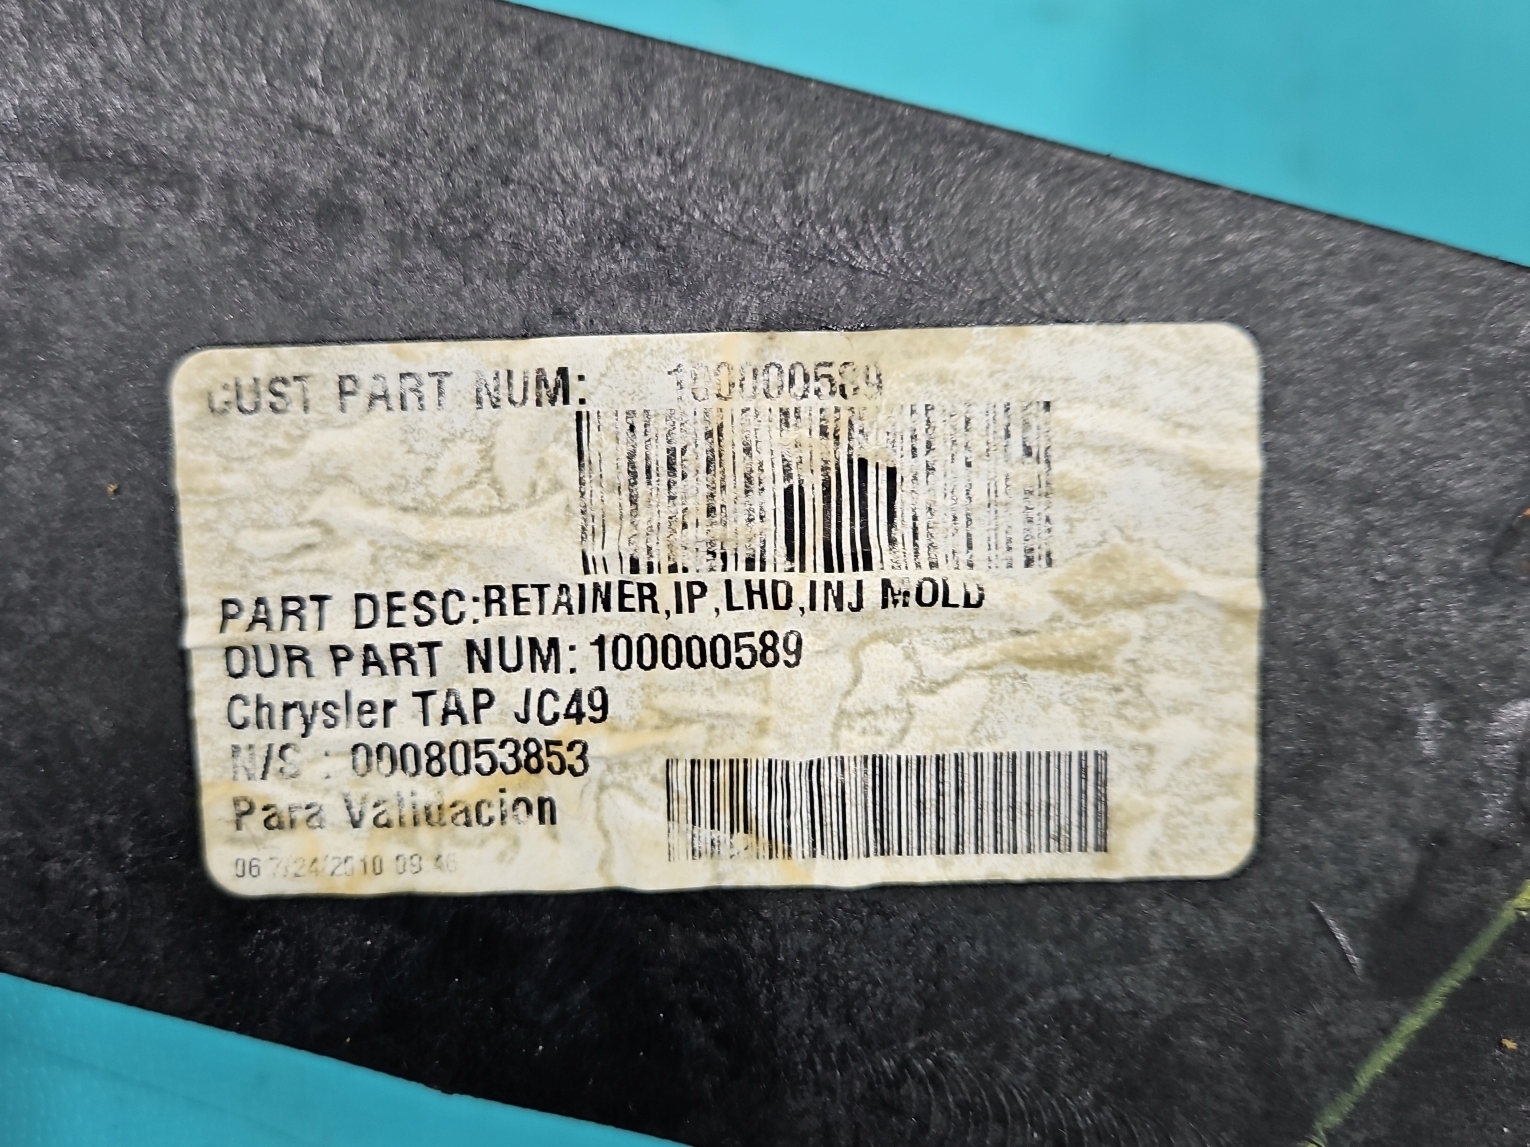 CUST PART NUM: 100000589
PART DESC:RETAINER,IP,LHD,INJ MOLD
OUR PART NUM: 100000589
Chrysler TAP JC49
N/S : 0008053853
Para Validacion